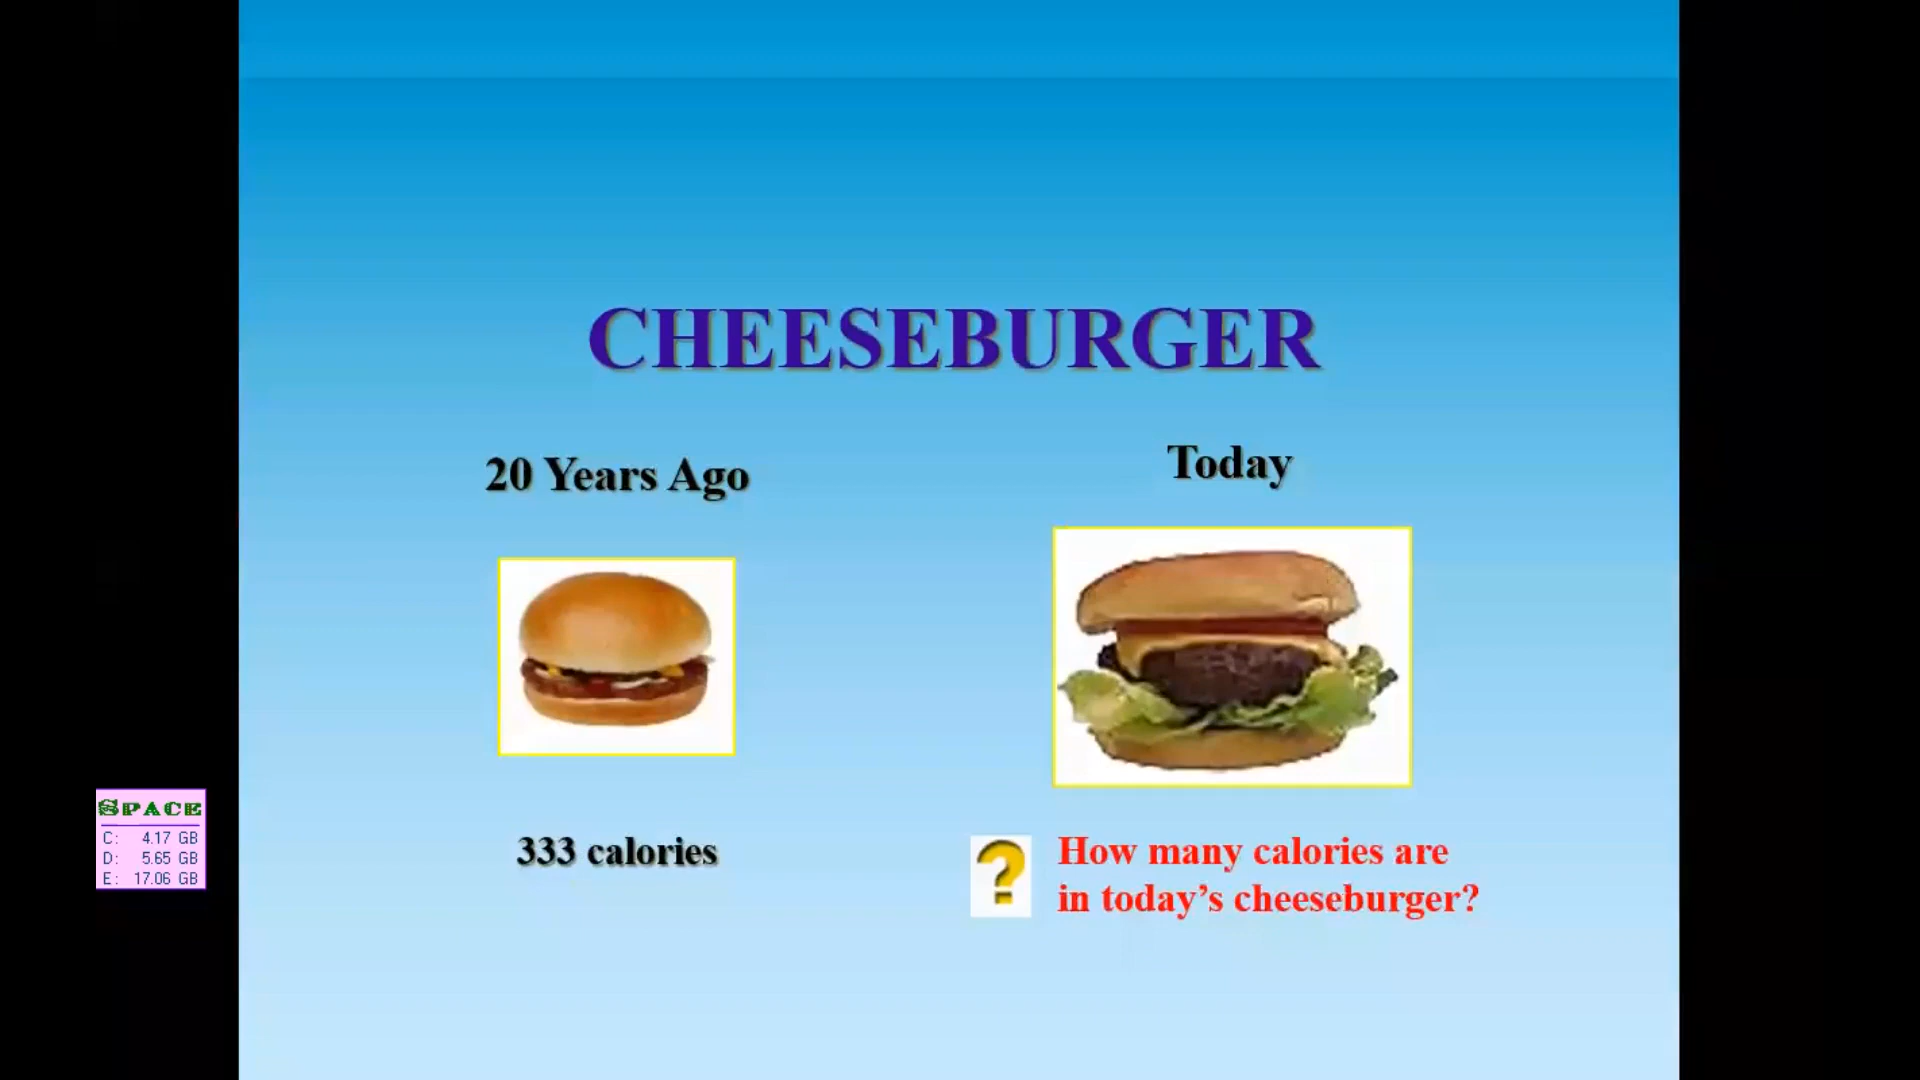 CHEESEBURGER
20 Years Ago
Today
333 calories
?
How many calories are
in today’s cheeseburger?
SPACE
C: 4.17 GB
D: 5.65 GB
E: 17.06 GB